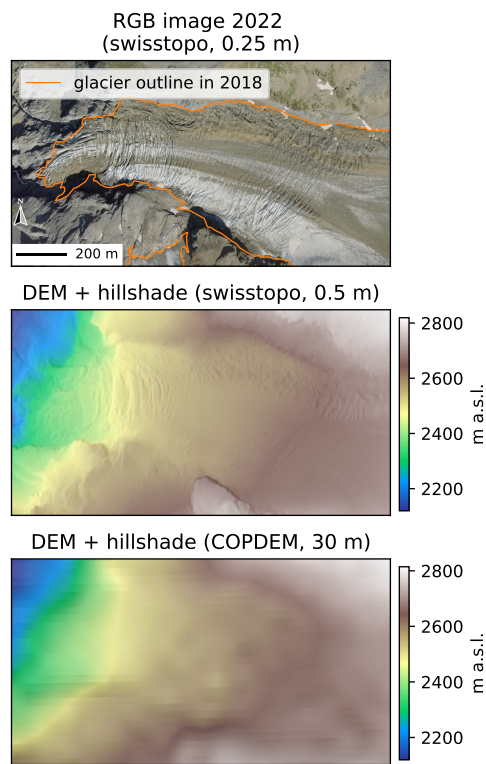 RGB image 2022
(swisstopo, 0.25 m)
glacier outline in 2018
N
200 m
DEM + hillshade (swisstopo, 0.5 m)
2800
2600
2400
2200
m a.s.l.
DEM + hillshade (COPDEM, 30 m)
2800
2600
2400
2200
m a.s.l.